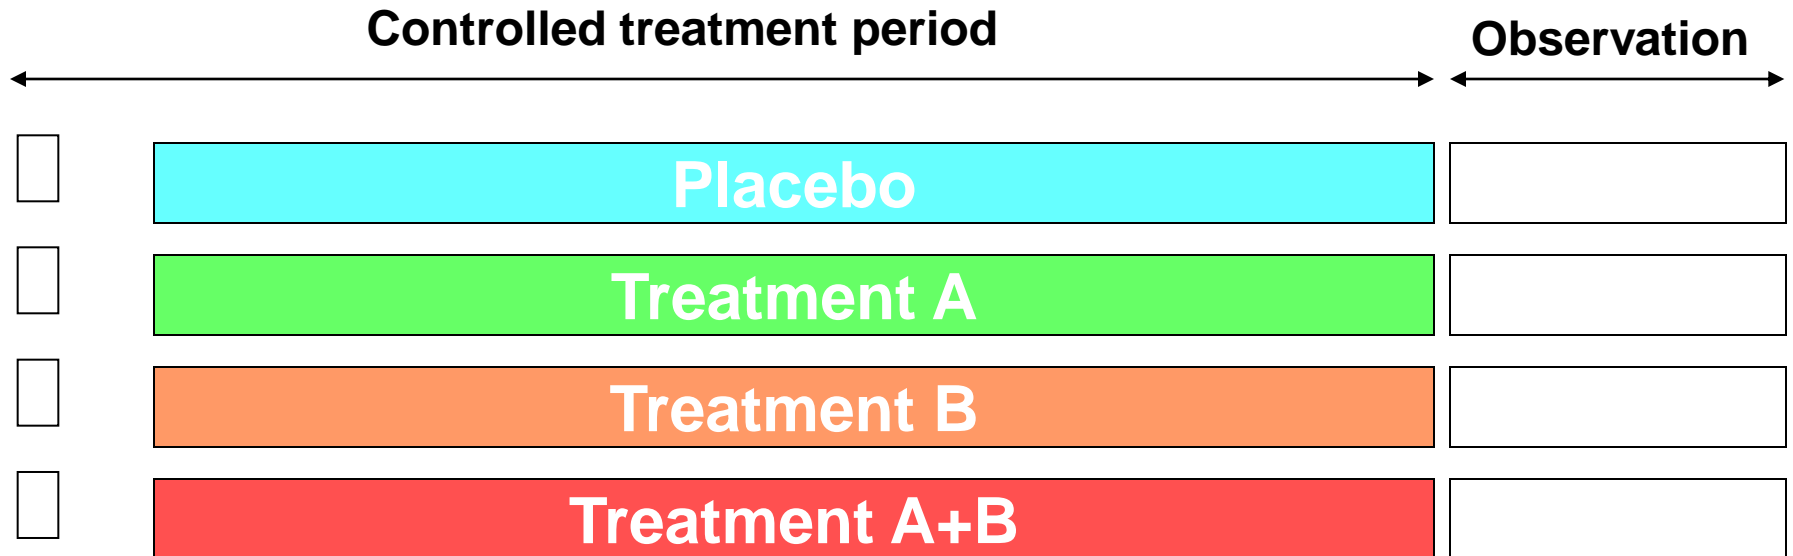 Controlled treatment period
Observation
Placebo
Treatment A
Treatment B
Treatment A+B